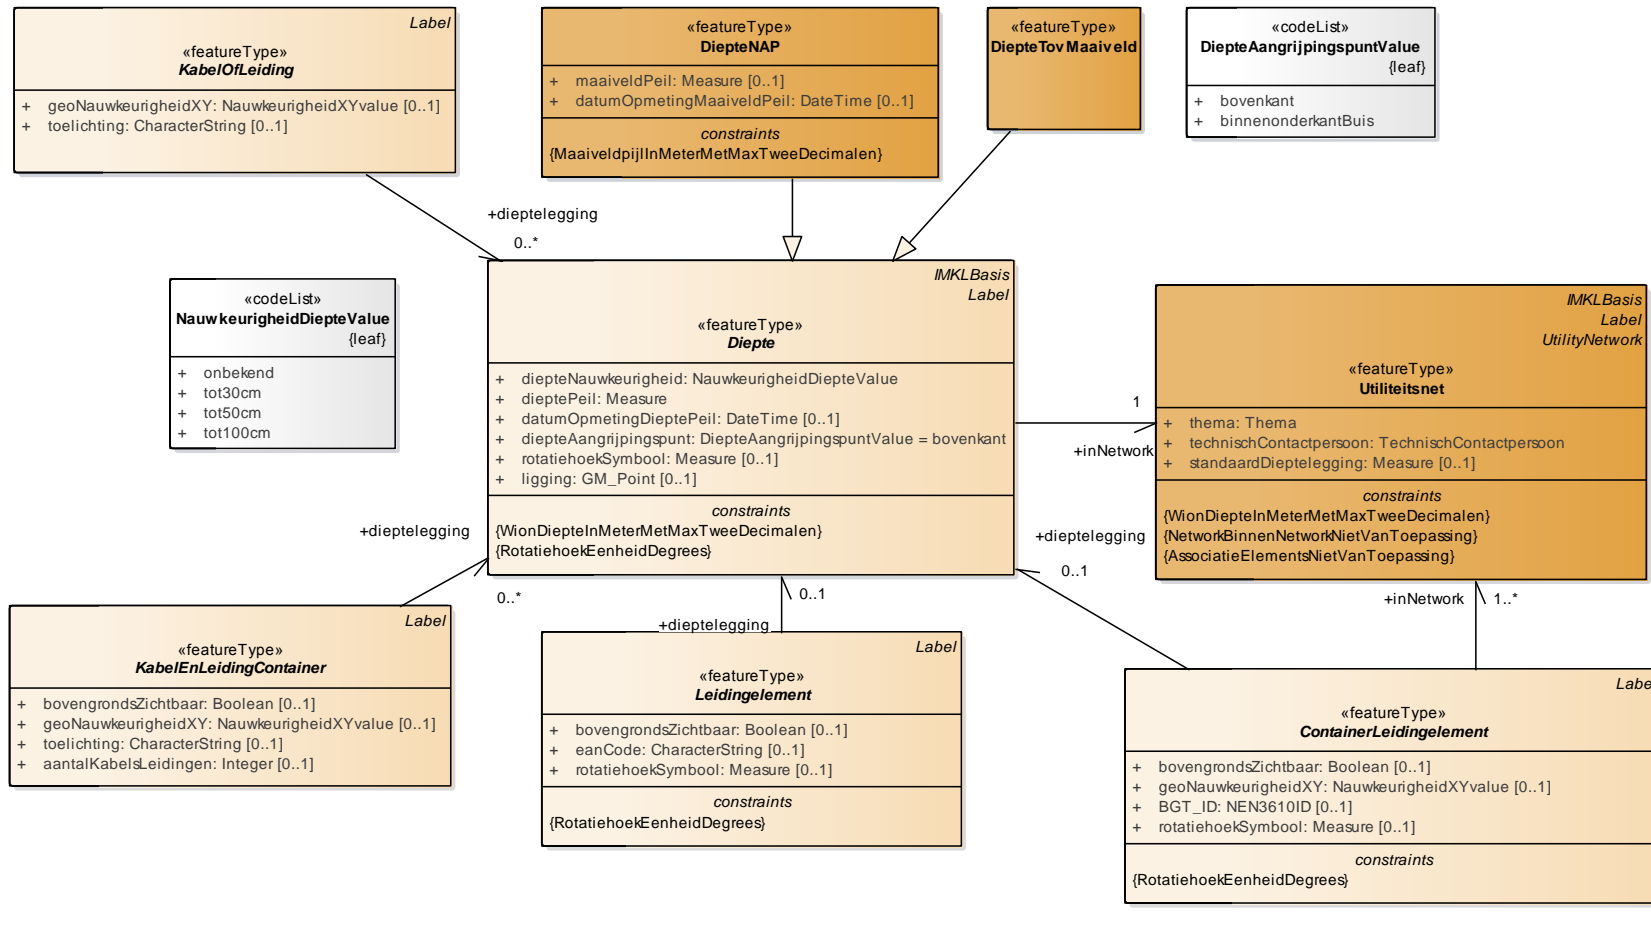 Label
«featureType»
KabelOfLeiding
+ geoNauwkeurigheidXY: NauwkeurigheidXYvalue [0..1]
+ toelichting: CharacterString [0..1]
«featureType»
DiepteNAP
+ maaiveldPeil: Measure [0..1]
+ datumOpmetingMaaiveldPeil: DateTime [0..1]
constraints
{MaaiveldpijlInMeterMetMaxTweeDecimalen}
«featureType»
DiepteTovMaaiveld
«codeList»
DiepteAangrijpingspuntValue
{leaf}
+ bovenkant
+ binnenonderkantBuis
+dieptelegging
0..*
«codeList»
NauwkeurigheidDiepteValue
{leaf}
+ onbekend
+ tot30cm
+ tot50cm
+ tot100cm
IMKLBasis
Label
«featureType»
Diepte
+ diepteNauwkeurigheid: NauwkeurigheidDiepteValue
+ dieptePeil: Measure
+ datumOpmetingDieptePeil: DateTime [0..1]
+ diepteAangrijpingspunt: DiepteAangrijpingspuntValue = bovenkant
+ rotatiehoekSymbool: Measure [0..1]
+ ligging: GM_Point [0..1]
constraints
{WionDiepteInMeterMetMaxTweeDecimalen}
{RotatiehoekEenheidDegrees}
1
+inNetwork
IMKLBasis
Label
UtilityNetwork
«featureType»
Utiliteitsnet
+ thema: Thema
+ technischContactpersoon: TechnischContactpersoon
+ standaardDieptelegging: Measure [0..1]
constraints
{WionDiepteInMeterMetMaxTweeDecimalen}
{NetworkBinnenNetworkNietVanToepassing}
{AssociatieElementsNietVanToepassing}
+dieptelegging
0..*
+dieptelegging
0..1
+dieptelegging
0..1
+inNetwork
1..*
Label
«featureType»
KabelEnLeidingContainer
+ bovengrondsZichtbaar: Boolean [0..1]
+ geoNauwkeurigheidXY: NauwkeurigheidXYvalue [0..1]
+ toelichting: CharacterString [0..1]
+ aantalKabelsLeidingen: Integer [0..1]
Label
«featureType»
Leidingelement
+ bovengrondsZichtbaar: Boolean [0..1]
+ eanCode: CharacterString [0..1]
+ rotatiehoekSymbool: Measure [0..1]
constraints
{RotatiehoekEenheidDegrees}
Labe
«featureType»
ContainerLeidingelement
+ bovengrondsZichtbaar: Boolean [0..1]
+ geoNauwkeurigheidXY: NauwkeurigheidXYvalue [0..1]
+ BGT_ID: NEN3610ID [0..1]
+ rotatiehoekSymbool: Measure [0..1]
constraints
{RotatiehoekEenheidDegrees}